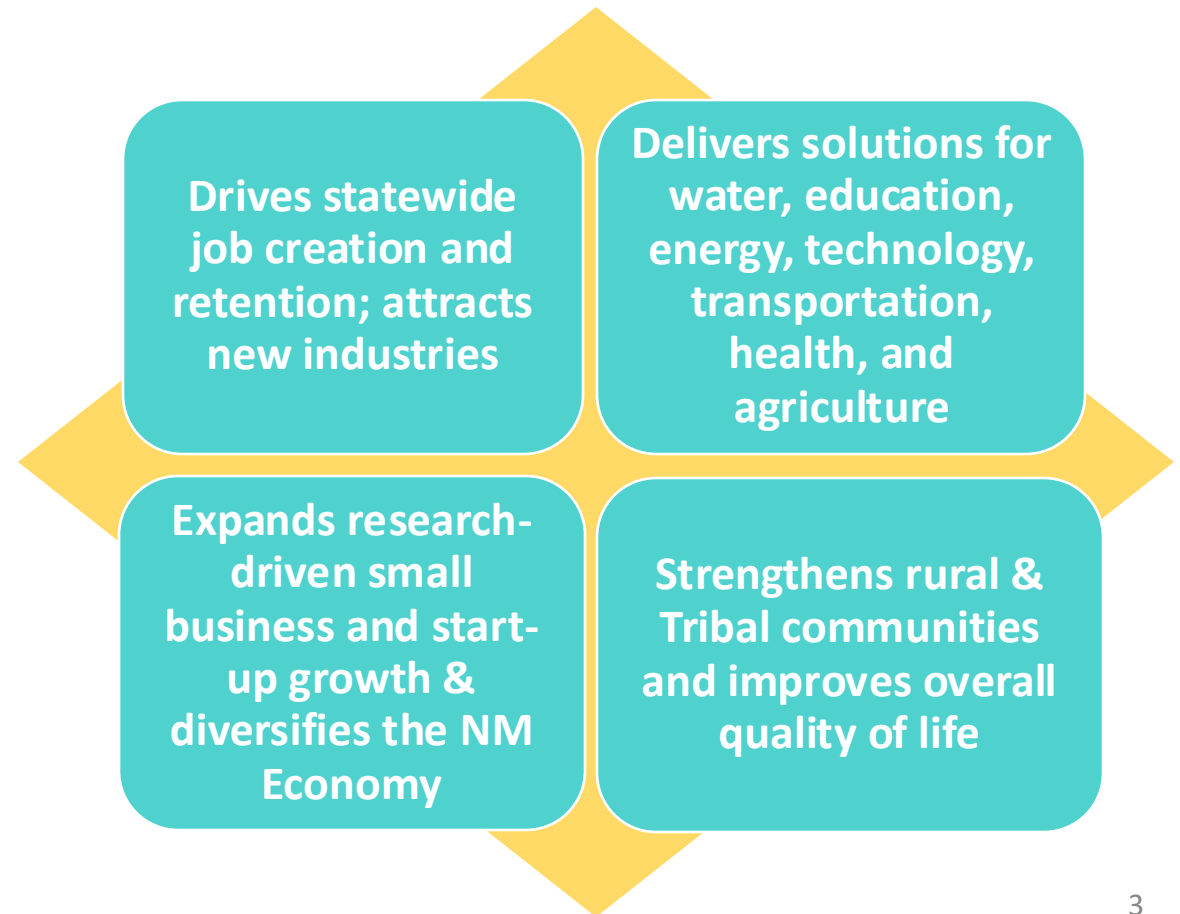 Drives statewide
job creation and
retention; attracts
new industries
Delivers solutions for
water, education,
energy, technology,
transportation,
health, and
agriculture
Expands research-
driven small
business and start-
up growth &
diversifies the NM
Economy
Strengthens rural &
Tribal communities
and improves overall
quality of life
3